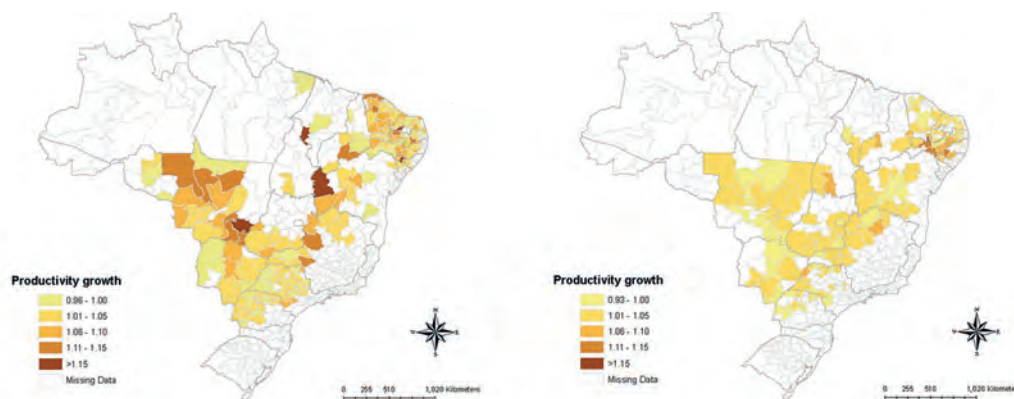 Productivity growth
0.96 - 1.00
1.01 - 1.05
1.06 - 1.10
1.11 - 1.15
>1.15
Missing Data
N
S
0 255 510 1,020 Kilometers
Productivity growth
0.93 - 1.00
1.01 - 1.05
1.06 - 1.10
1.11 - 1.15
>1.15
Missing Data
N
S
0 255 510 1,020 Kilometers